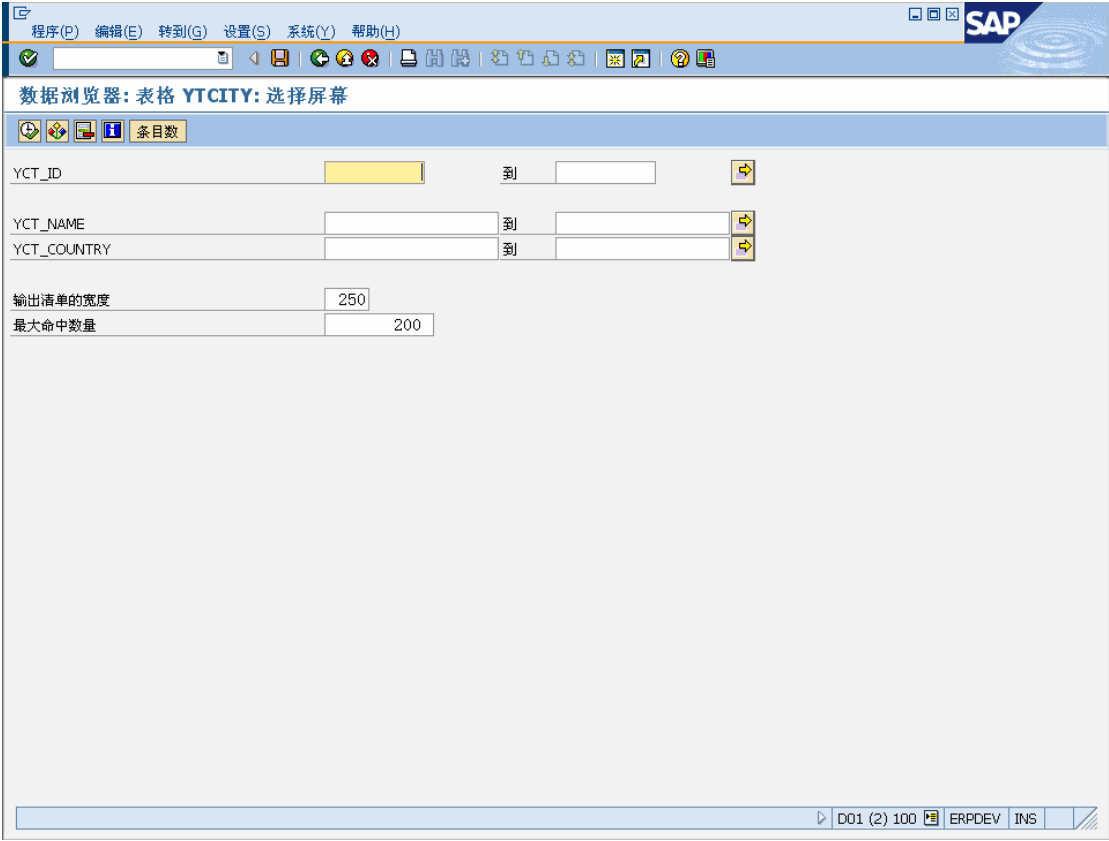 程序(P) 编辑(E) 转到(G) 设置(S) 系统(Y) 帮助(H)
SAP
数据浏览器: 表格 YTCITY: 选择屏幕
条目数
YCT_ID 到
YCT_NAME 到
YCT_COUNTRY 到
输出清单的宽度 250
最大命中数量 200
D01 (2) 100 ERPDEV INS